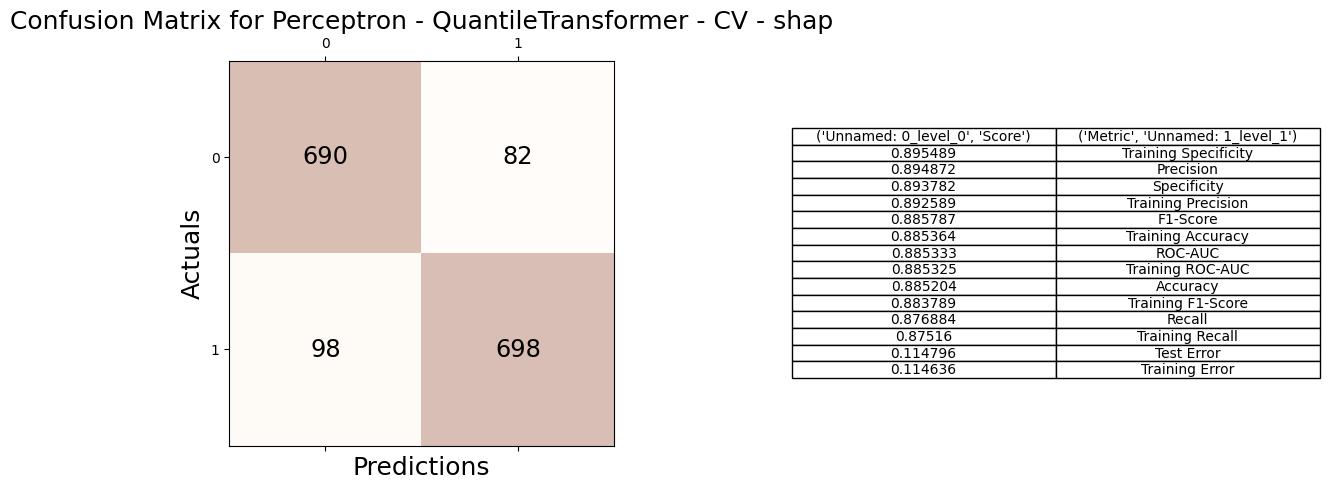 Confusion Matrix for Perceptron - QuantileTransformer - CV - shap
0 1
0 690 82
1 98 698
Actuals
Predictions
('Unnamed: 0_level_0', 'Score') ('Metric', 'Unnamed: 1_level_1')
0.895489 Training Specificity
0.894872 Precision
0.893782 Specificity
0.892589 Training Precision
0.885787 F1-Score
0.885364 Training Accuracy
0.885333 ROC-AUC
0.885325 Training ROC-AUC
0.885204 Accuracy
0.883789 Training F1-Score
0.876884 Recall
0.87516 Training Recall
0.114796 Test Error
0.114636 Training Error